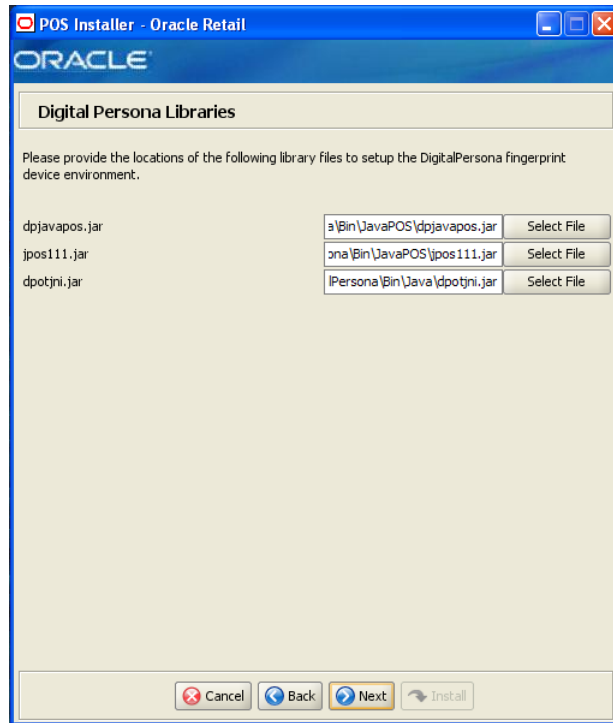 POS Installer - Oracle Retail
ORACLE
Digital Persona Libraries
Please provide the locations of the following library files to setup the DigitalPersona fingerprint
device environment.
dpjavapos.jar a\Bin\JavaPOS\dpjavapos.jar Select File
jpos111.jar ona\Bin\JavaPOS\jpos111.jar Select File
dpotjni.jar lPersona\Bin\Java\dpotjni.jar Select File
Cancel Back Next Install